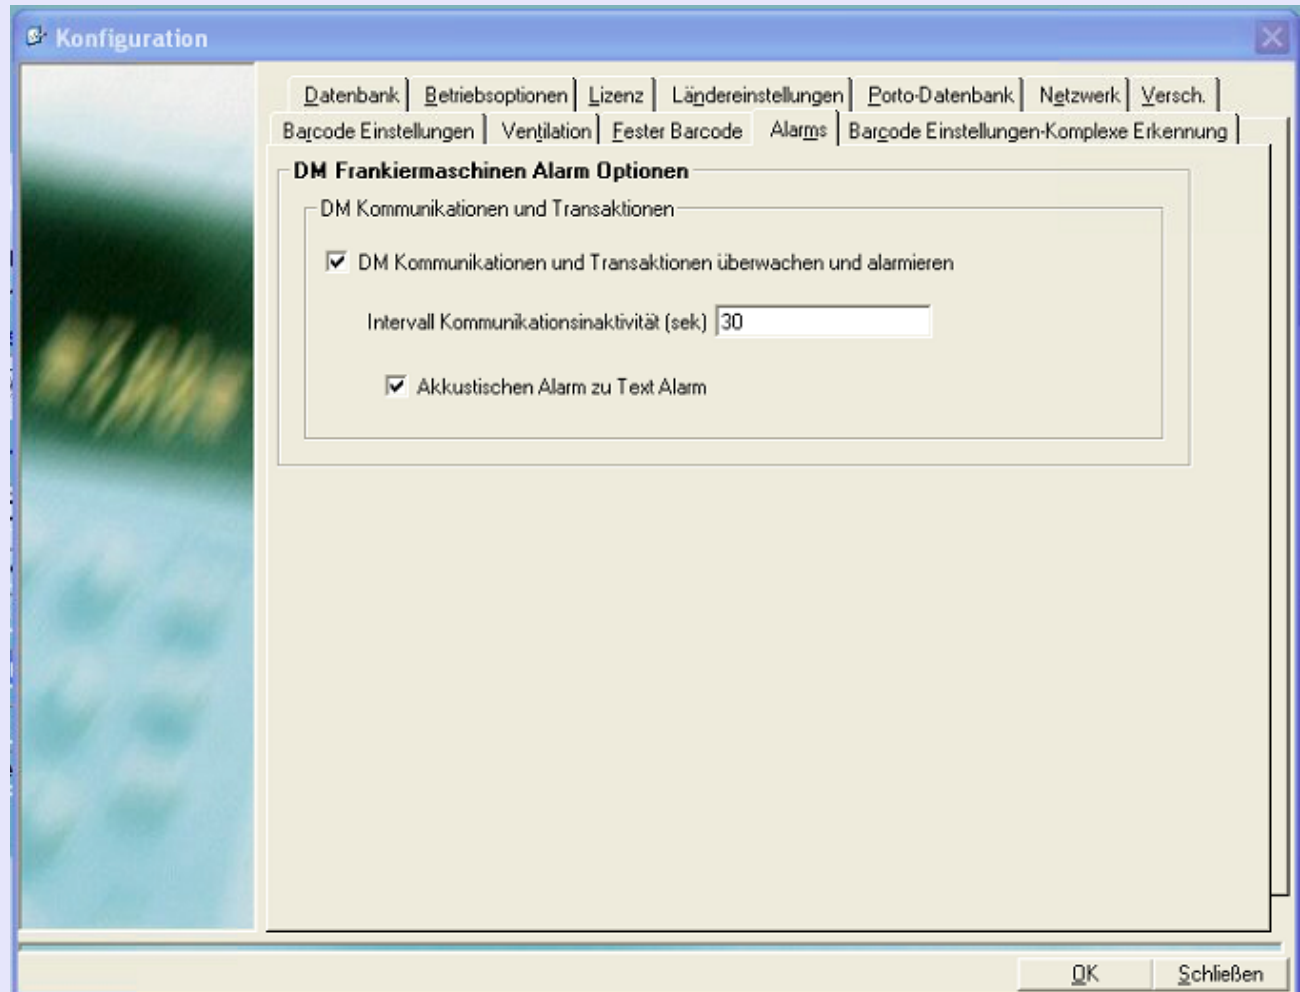 Konfiguration
Datenbank Betriebsoptionen Lizenz Ländereinstellungen Porto-Datenbank Netzwerk Versch.
Barcode Einstellungen Ventilation Fester Barcode Alarms Barcode Einstellungen-Komplexe Erkennung
DM Frankiermaschinen Alarm Optionen
DM Kommunikationen und Transaktionen
DM Kommunikationen und Transaktionen überwachen und alarmieren
Intervall Kommunikationsinaktivität (sek) 30
Akkustischen Alarm zu Text Alarm
OK Schließen